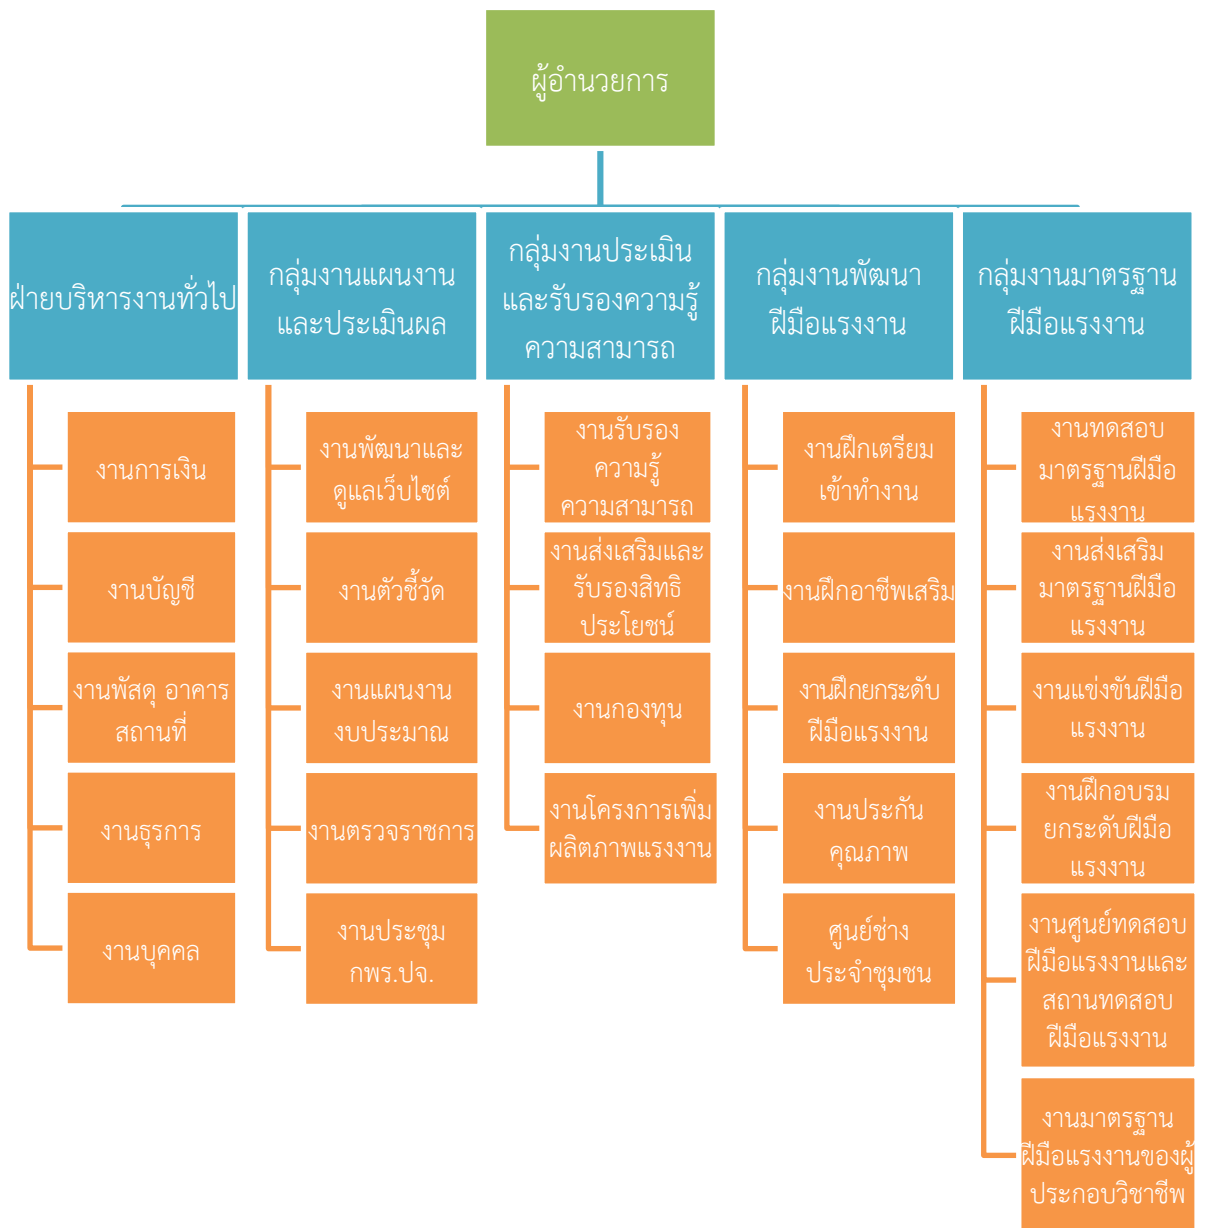 ผู้อำนวยการ
ฝ่ายบริหารงานทั่วไป
กลุ่มงานแผนงาน
และประเมินผล
กลุ่มงานประเมิน
และรับรองความรู้
ความสามารถ
กลุ่มงานพัฒนา
ฝีมือแรงงาน
กลุ่มงานมาตรฐาน
ฝีมือแรงงาน
งานการเงิน
งานบัญชี
งานพัสดุ อาคาร
สถานที่
งานธุรการ
งานบุคคล
งานพัฒนาและ
ดูแลเว็บไซต์
งานตัวชี้วัด
งานแผนงาน
งบประมาณ
งานตรวจราชการ
งานประชุม
กพร.ปจ.
งานรับรอง
ความรู้
ความสามารถ
งานส่งเสริมและ
รับรองสิทธิ
ประโยชน์
งานกองทุน
งานโครงการเพิ่ม
ผลิตภาพแรงงาน
งานฝึกเตรียม
เข้าทำงาน
งานฝึกอาชีพเสริม
งานฝึกยกระดับ
ฝีมือแรงงาน
งานประกัน
คุณภาพ
ศูนย์ช่าง
ประจำชุมชน
งานทดสอบ
มาตรฐานฝีมือ
แรงงาน
งานส่งเสริม
มาตรฐานฝีมือ
แรงงาน
งานแข่งขันฝีมือ
แรงงาน
งานฝึกอบรม
ยกระดับฝีมือ
แรงงาน
งานศูนย์ทดสอบ
ฝีมือแรงงานและ
สถานทดสอบ
ฝีมือแรงงาน
งานมาตรฐาน
ฝีมือแรงงานของผู้
ประกอบวิชาชีพ